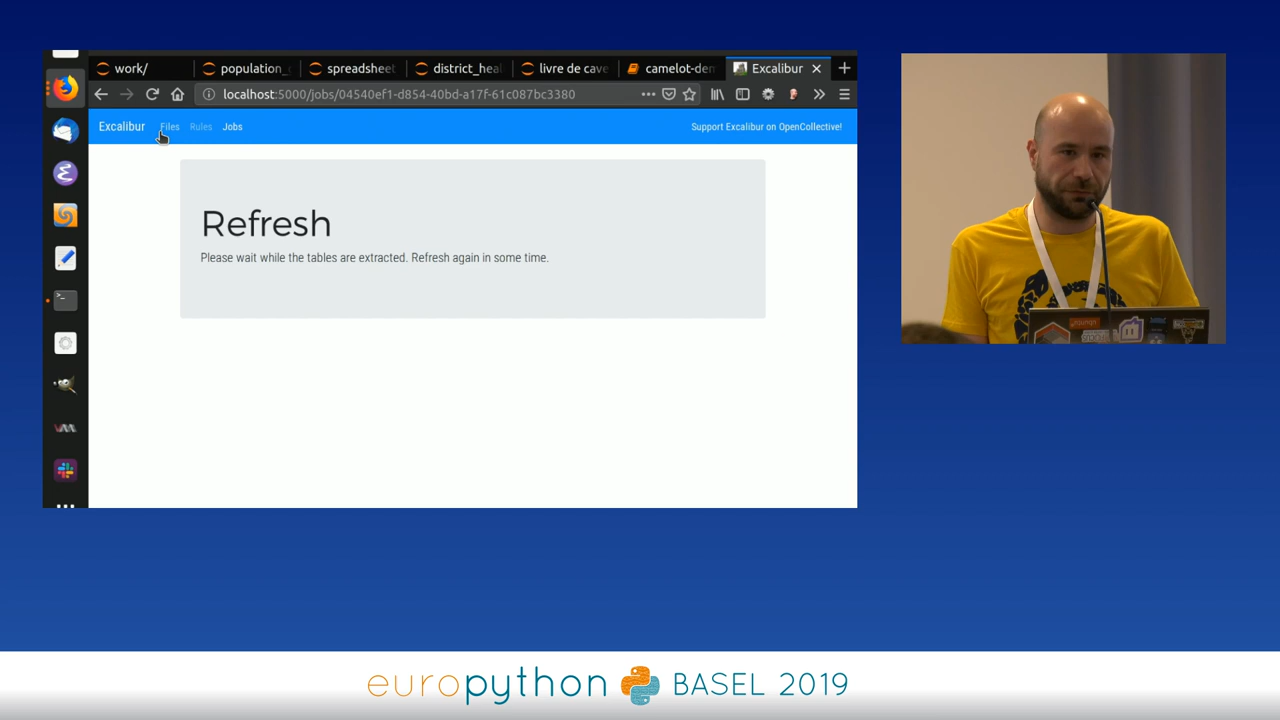 work/
population_
spreadsheet
district_heal
livre de cave
camelot-den
Excalibur
localhost:5000/jobs/04540ef1-d854-40bd-a17f-61c087bc3380
Excalibur
Files
Rules
Jobs
Support Excalibur on OpenCollective!
Refresh
Please wait while the tables are extracted. Refresh again in some time.
europython BASEL 2019